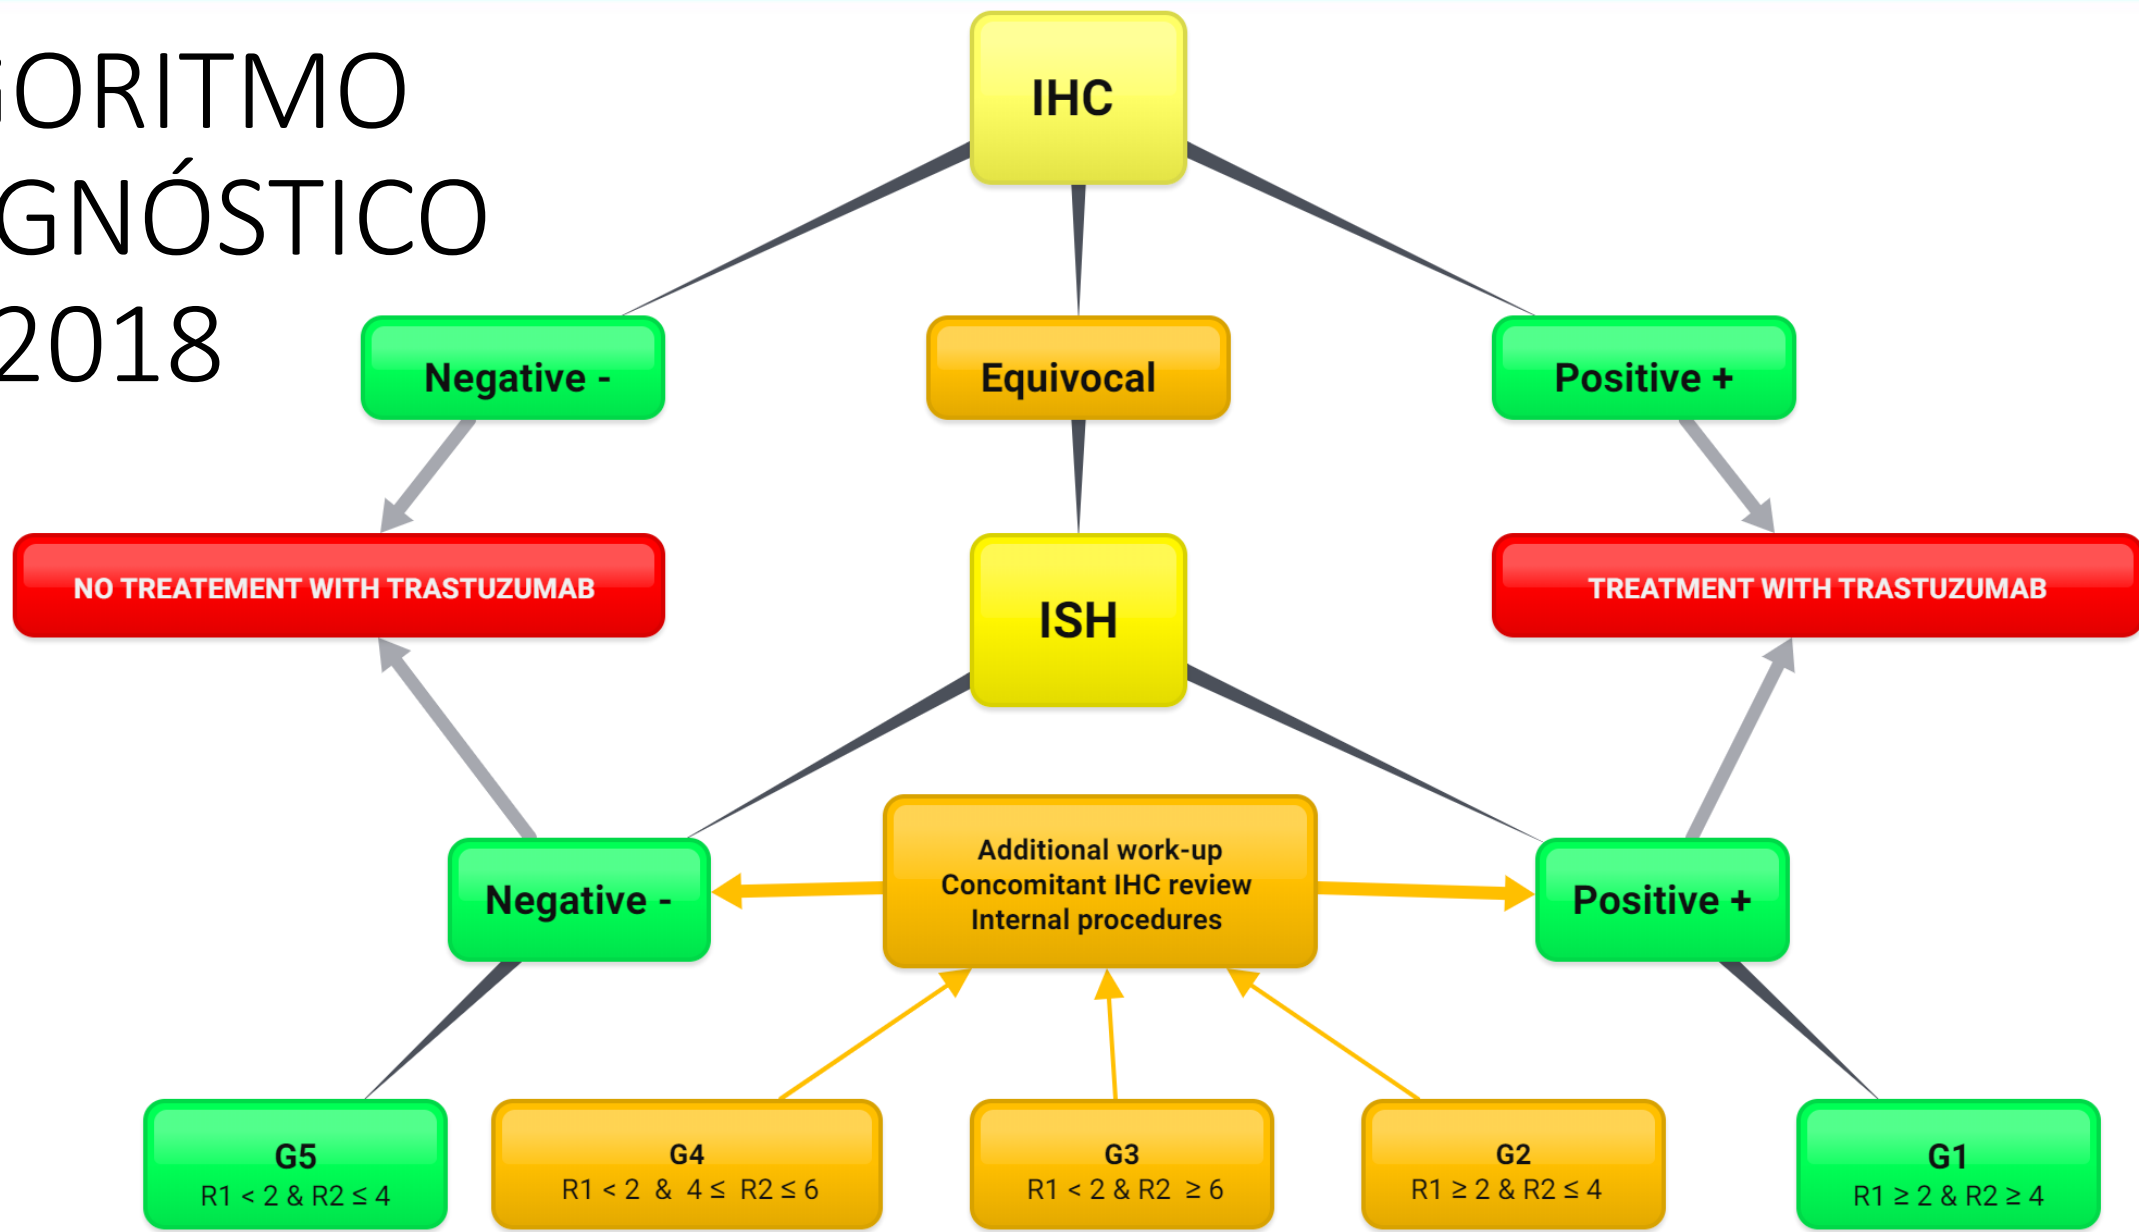 GORITMO
GNÓSTICO
2018
IHC
Negative -
Equivocal
Positive +
NO TREATEMENT WITH TRASTUZUMAB
ISH
TREATMENT WITH TRASTUZUMAB
Negative -
Additional work-up
Concomitant IHC review
Internal procedures
Positive +
G5
R1 < 2 & R2 ≤ 4
G4
R1 < 2 & 4 ≤ R2 ≤ 6
G3
R1 < 2 & R2 ≥ 6
G2
R1 ≥ 2 & R2 ≤ 4
G1
R1 ≥ 2 & R2 ≥ 4